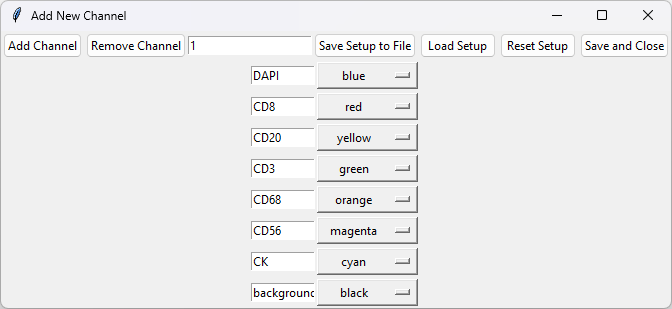 Add New Channel
Add Channel Remove Channel 1 Save Setup to File Load Setup Reset Setup Save and Close
DAPI blue
CD8 red
CD20 yellow
CD3 green
CD68 orange
CD56 magenta
CK cyan
background black